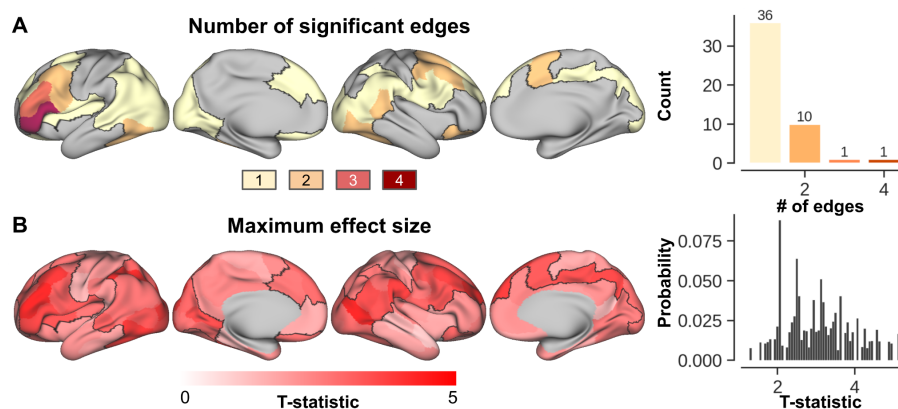 A
Number of significant edges
1 2 3 4
Count
30
20
10
0
36
10
1
1
2 4
# of edges
B
Maximum effect size
0 5
T-statistic
Probability
0.075
0.050
0.025
0.000
2 4
T-statistic